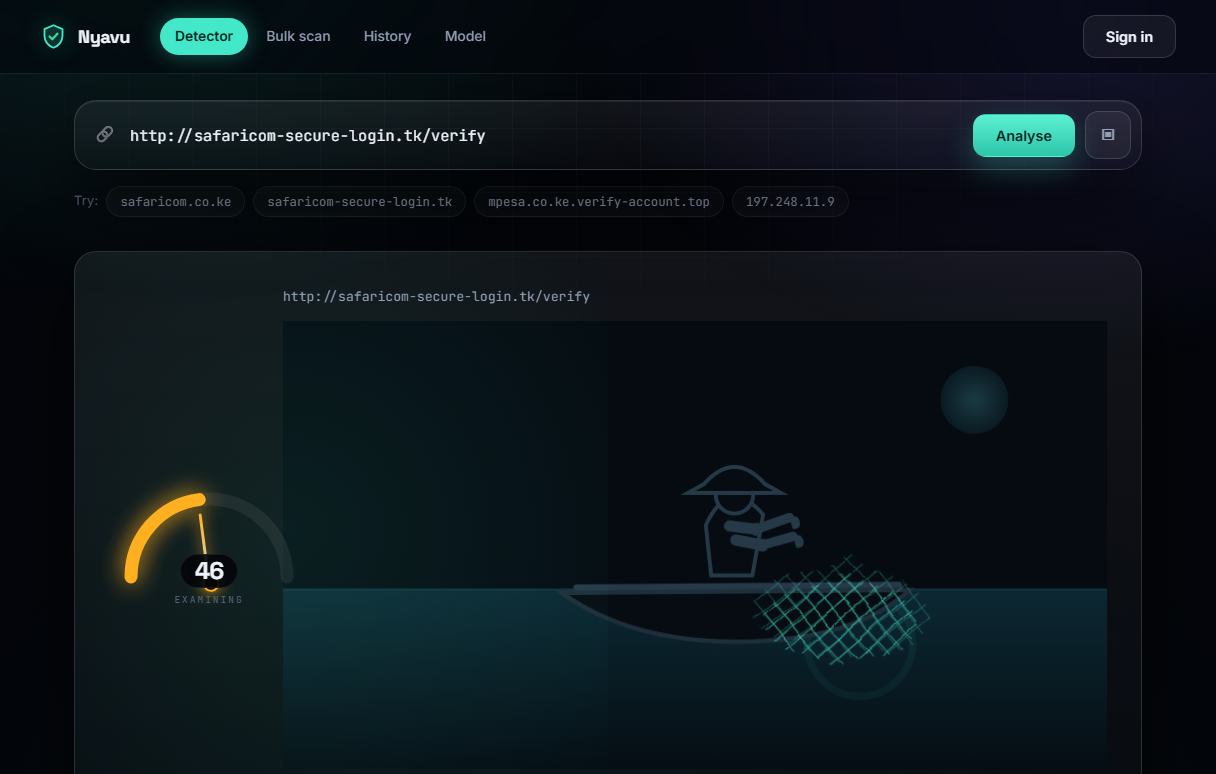 Nyavu
Detector
Bulk scan
History
Model
Sign in
http://safaricom-secure-login.tk/verify
Analyse
Try:
safaricom.co.ke
safaricom-secure-login.tk
mpesa.co.ke.verify-account.top
197.248.11.9
http://safaricom-secure-login.tk/verify
46
EXAMINING